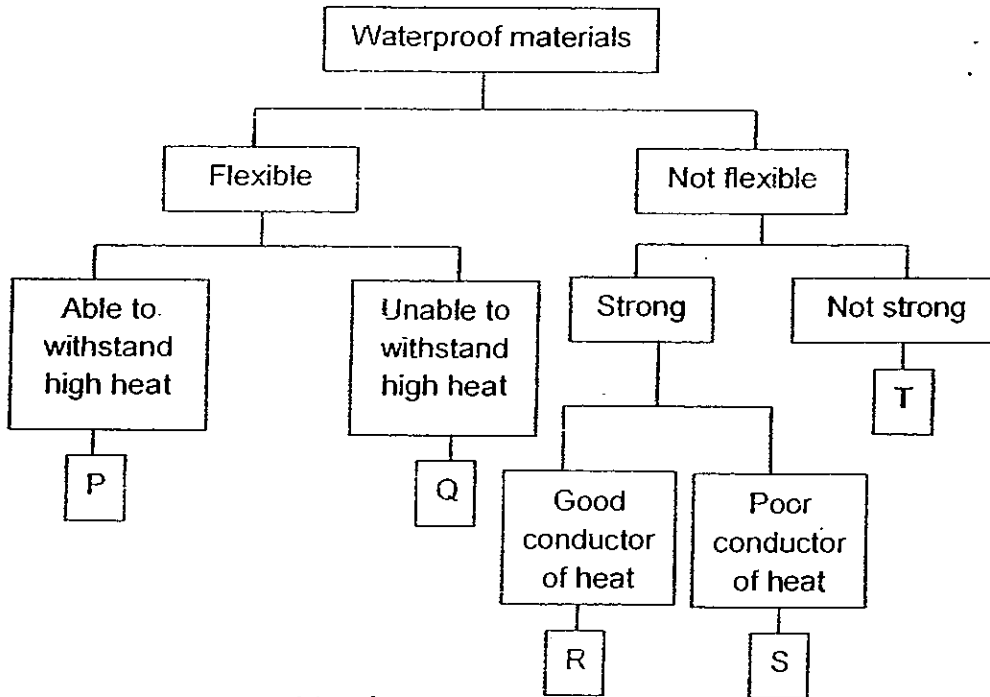 Waterproof materials
Flexible
Not flexible
Able to
withstand
high heat
Unable to
withstand
high heat
Strong
Not strong
P
Q
T
Good
conductor
of heat
Poor
conductor
of heat
R
S